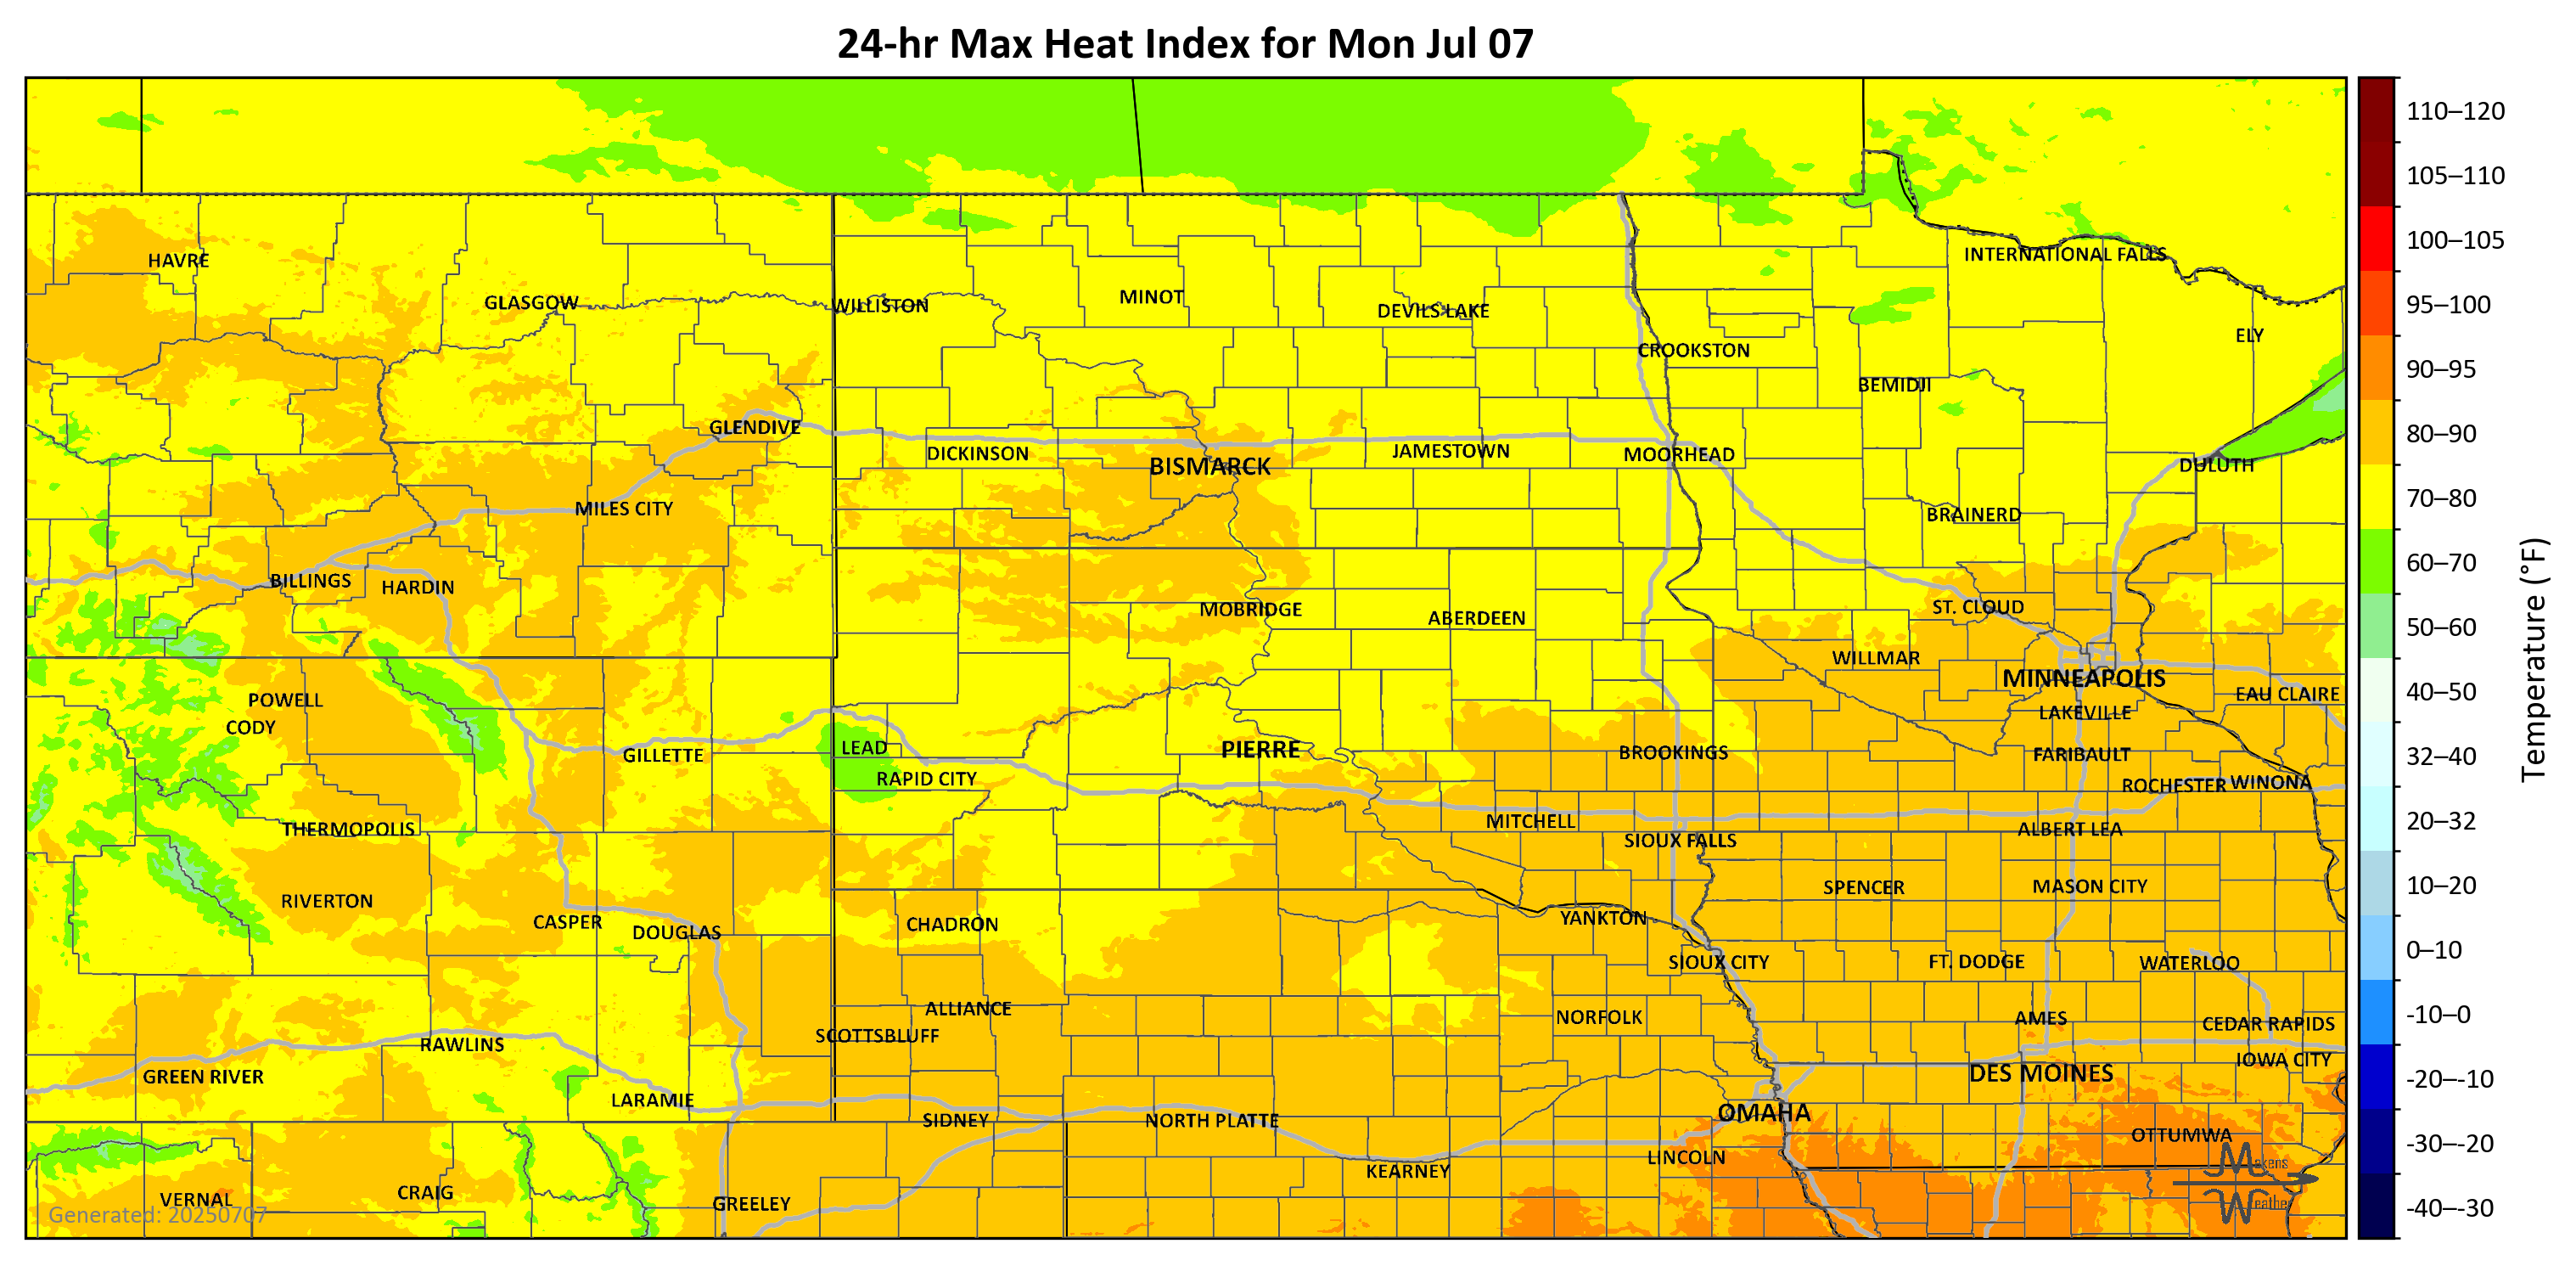 24-hr Max Heat Index for Mon Jul 07
110–120
105–110
100–105
95–100
90–95
80–90
70–80
60–70
50–60
40–50
32–40
20–32
10–20
0–10
-10–0
-20–-10
-30–-20
-40–-30
Temperature (°F)
INTERNATIONAL FALLS
HAVRE
GLASGOW
WILLISTON
MINOT
DEVILS LAKE
ELY
CROOKSTON
BEMIDJI
GLENDIVE
DICKINSON
BISMARCK
JAMESTOWN
MOORHEAD
DULUTH
MILES CITY
BRAINERD
BILLINGS
HARDIN
MOBRIDGE
ABERDEEN
ST. CLOUD
WILLMAR
MINNEAPOLIS
EAU CLAIRE
POWELL
CODY
LAKEVILLE
GILLETTE
LEAD
PIERRE
BROOKINGS
FARIBAULT
RAPID CITY
ROCHESTER
WINONA
THERMOPOLIS
MITCHELL
SIOUX FALLS
ALBERT LEA
RIVERTON
SPENCER
MASON CITY
CASPER
DOUGLAS
CHADRON
YANKTON
SIOUX CITY
FT. DODGE
WATERLOO
ALLIANCE
NORFOLK
AMES
CEDAR RAPIDS
SCOTTSBLUFF
RAWLINS
IOWA CITY
GREEN RIVER
DES MOINES
LARAMIE
SIDNEY
NORTH PLATTE
OMAHA
OTTUMWA
LINCOLN
KEARNEY
VERNAL
CRAIG
GREELEY
Makens
Weather
Generated: 20250707